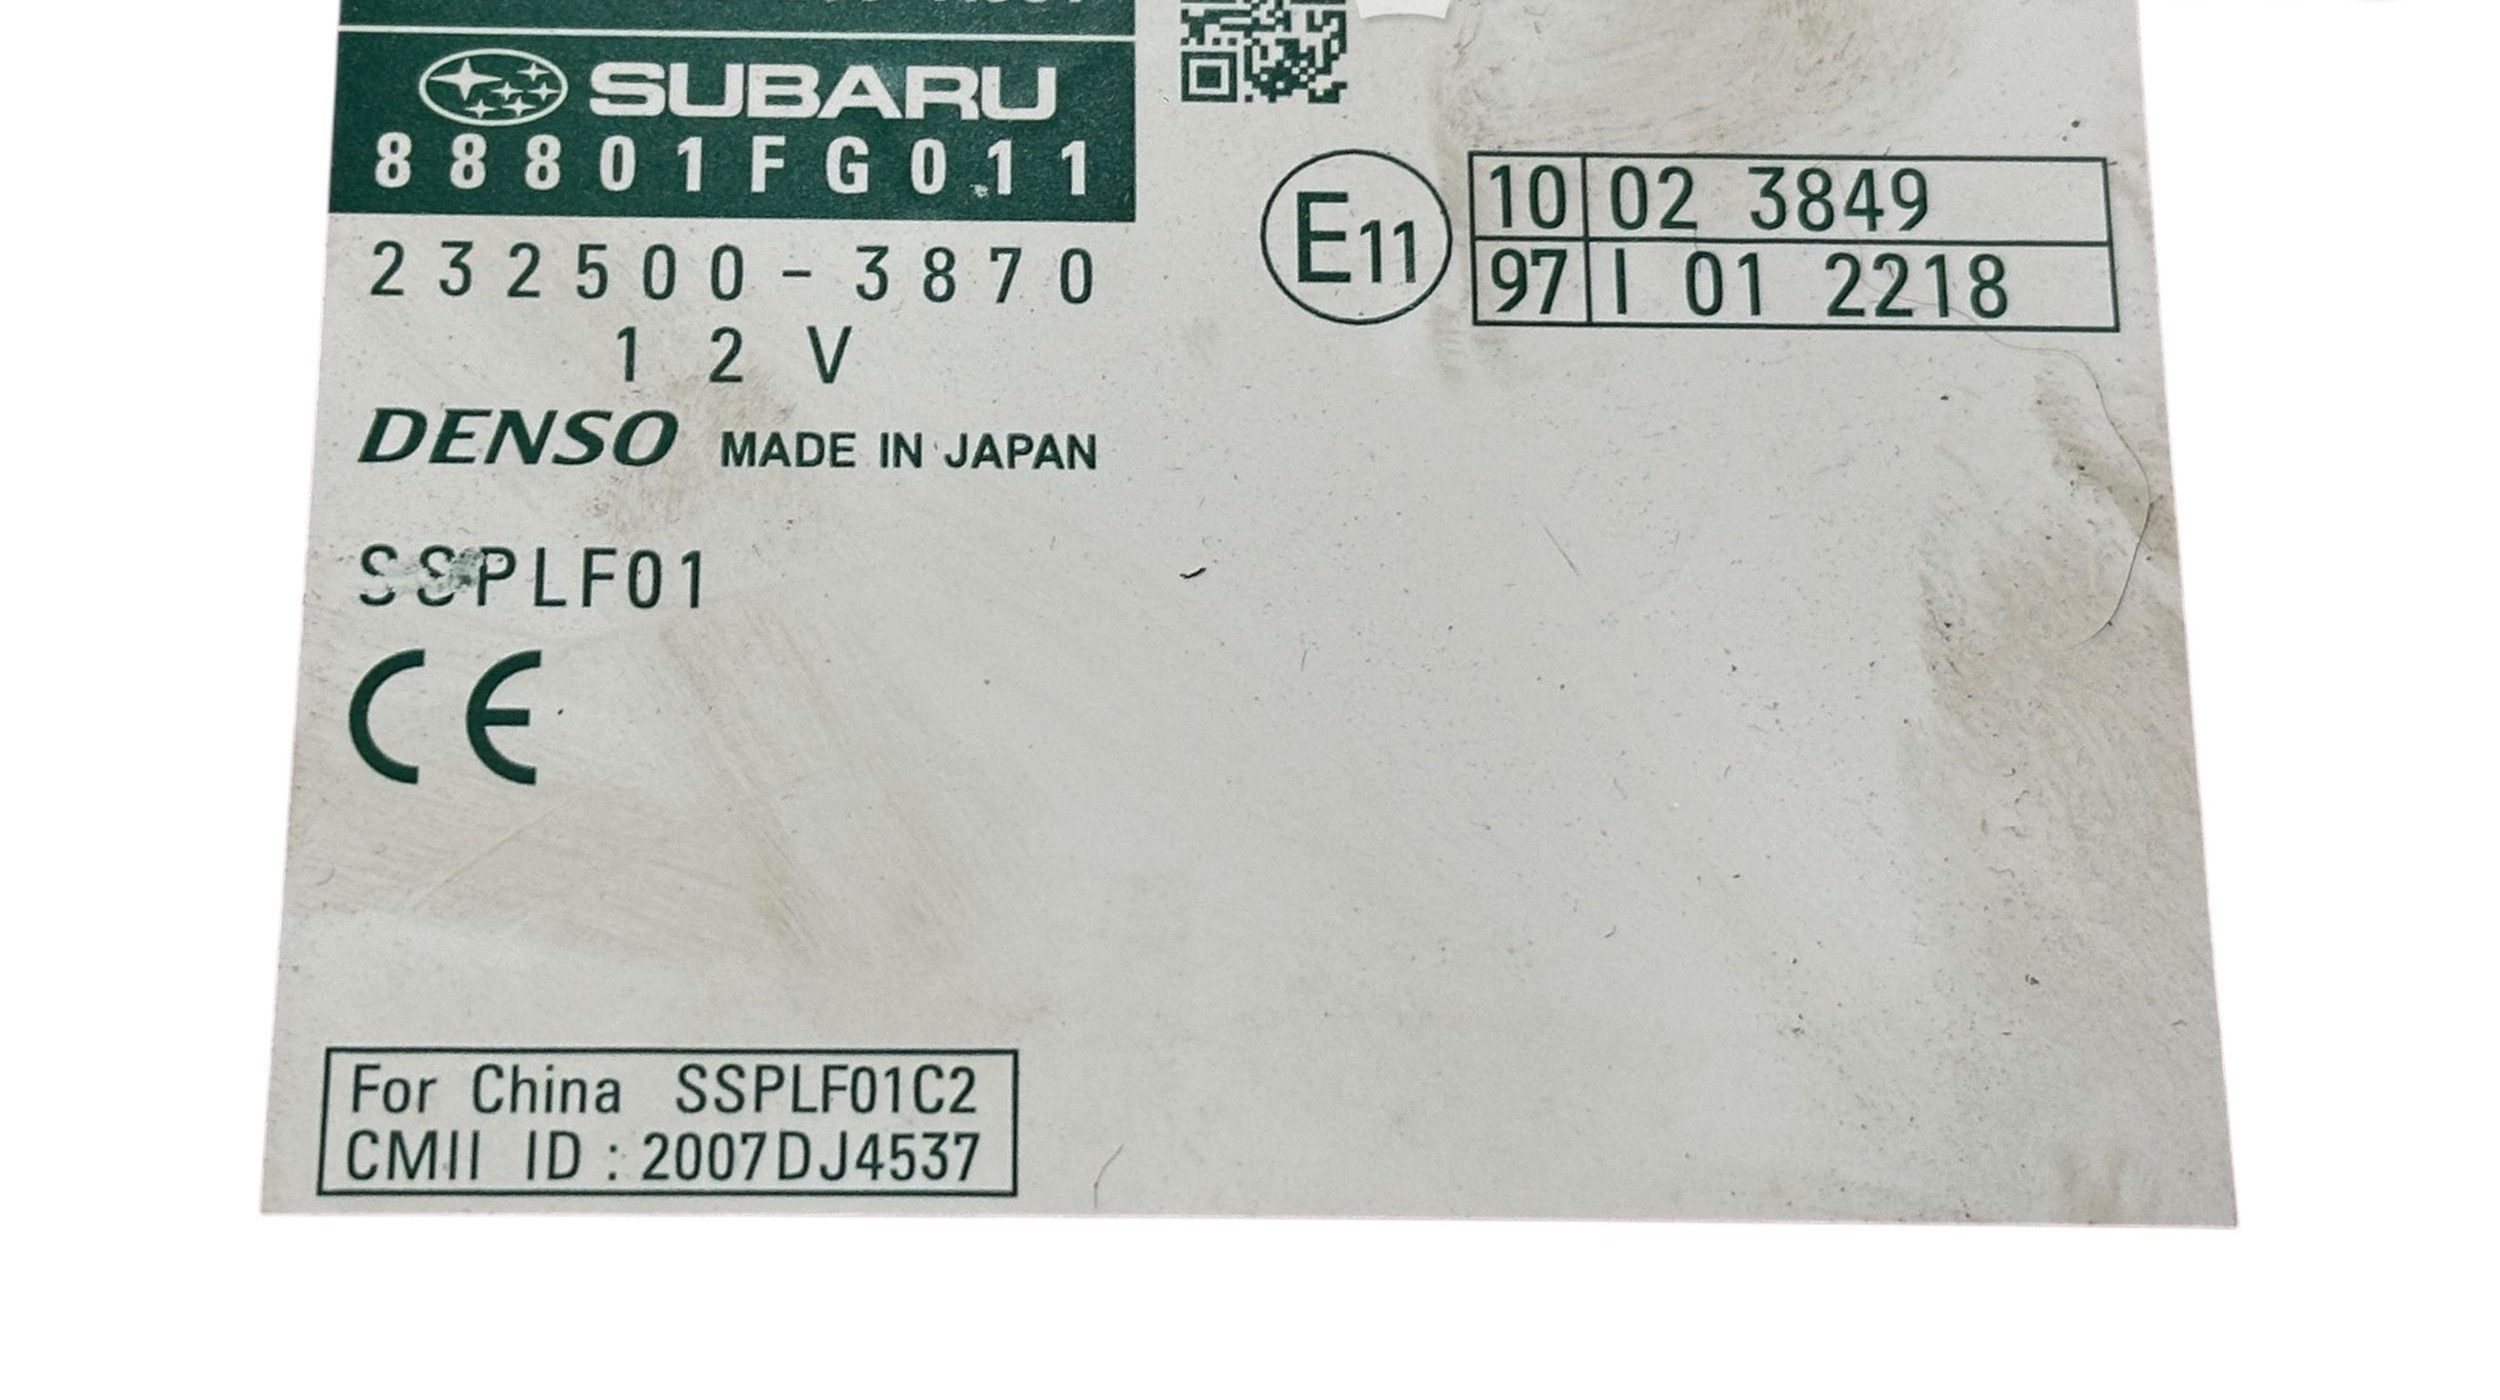 SUBARU
88801FG011
232500-3870
12V
DENSO MADE IN JAPAN
SSPLF01
CE
E11
10 02 3849
97 I 01 2218
For China SSPLF01C2
CMII ID : 2007DJ4537